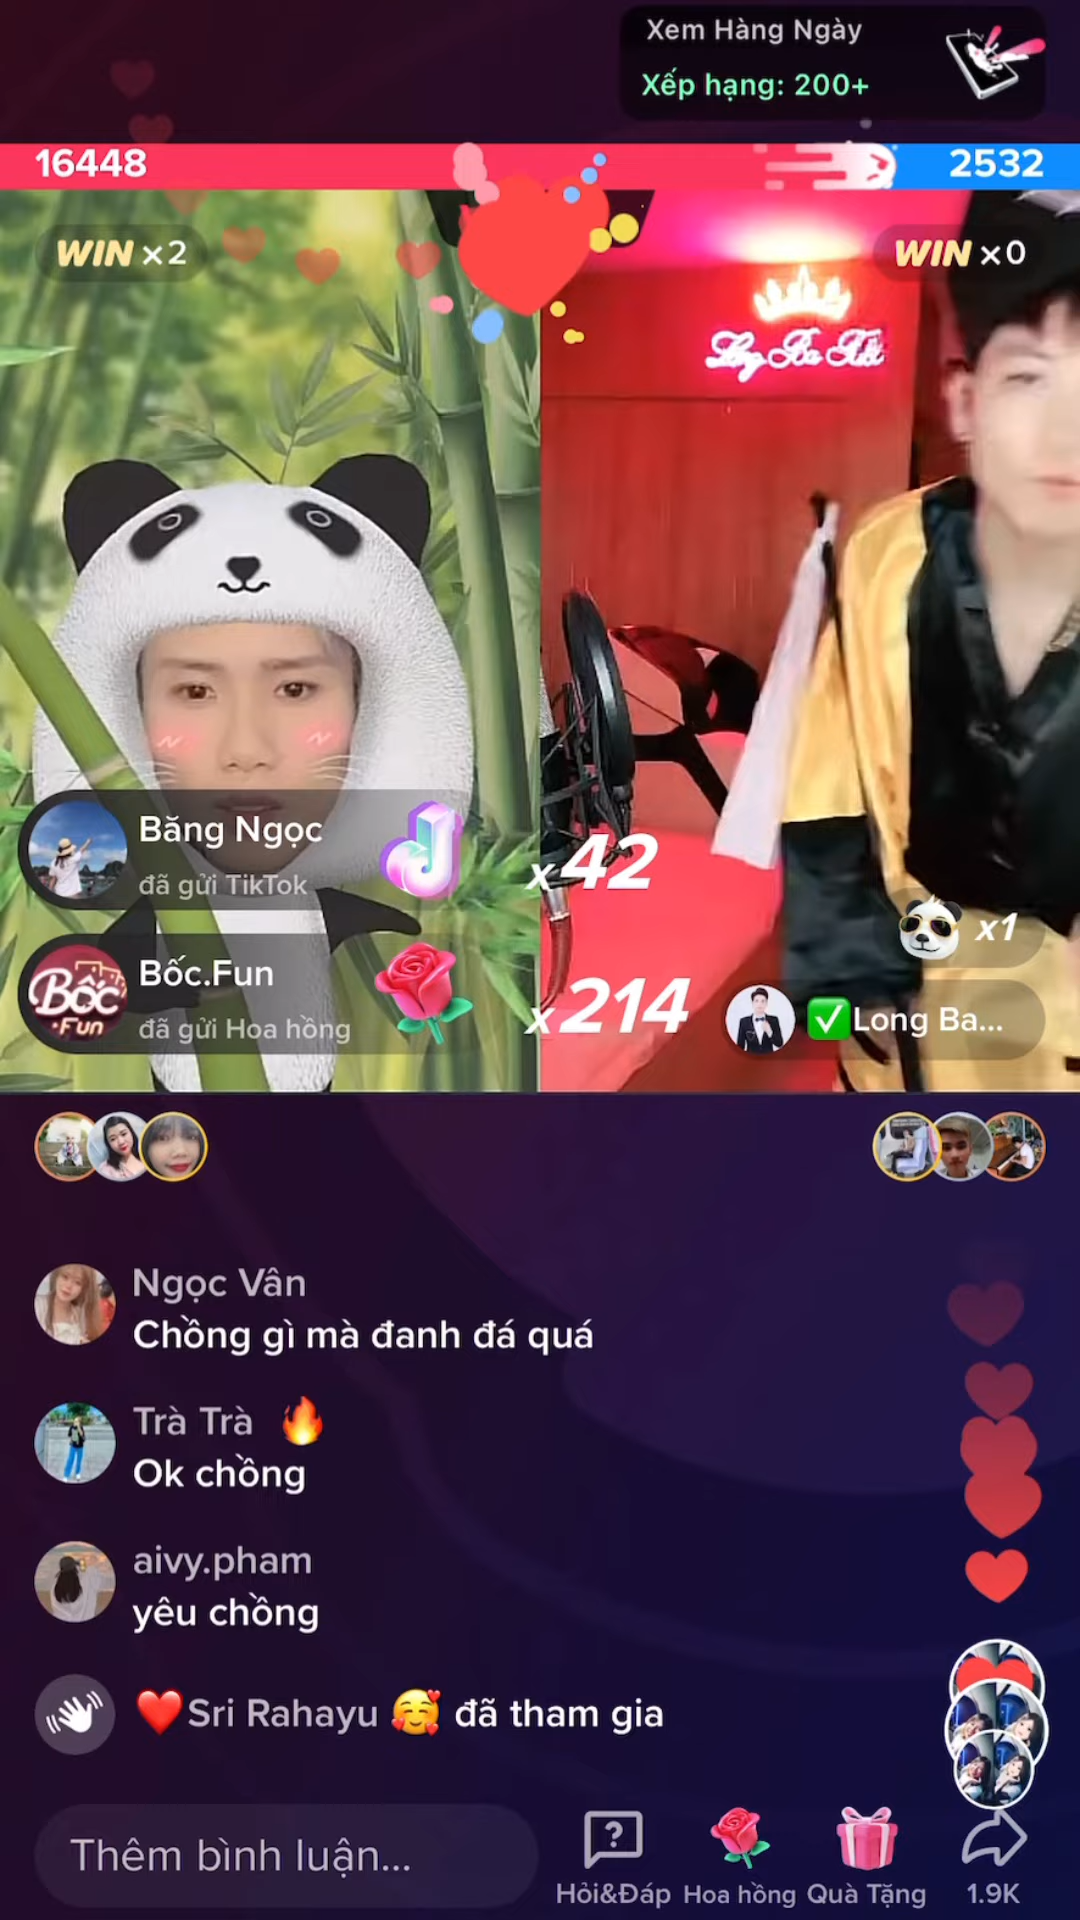 Xem Hàng Ngày
Xếp hạng: 200+
16448
2532
WIN x2
WIN x0
Băng Ngọc
đã gửi TikTok
x42
x1
Bốc.Fun
đã gửi Hoa hồng
x214
Long Ba...
Bốc
.Fun
Ngọc Vân
Chồng gì mà đanh đá quá
Trà Trà
Ok chồng
aivy.pham
yêu chồng
Sri Rahayu đã tham gia
Thêm bình luận...
Hỏi&Đáp
Hoa hồng
Quà Tặng
1.9K